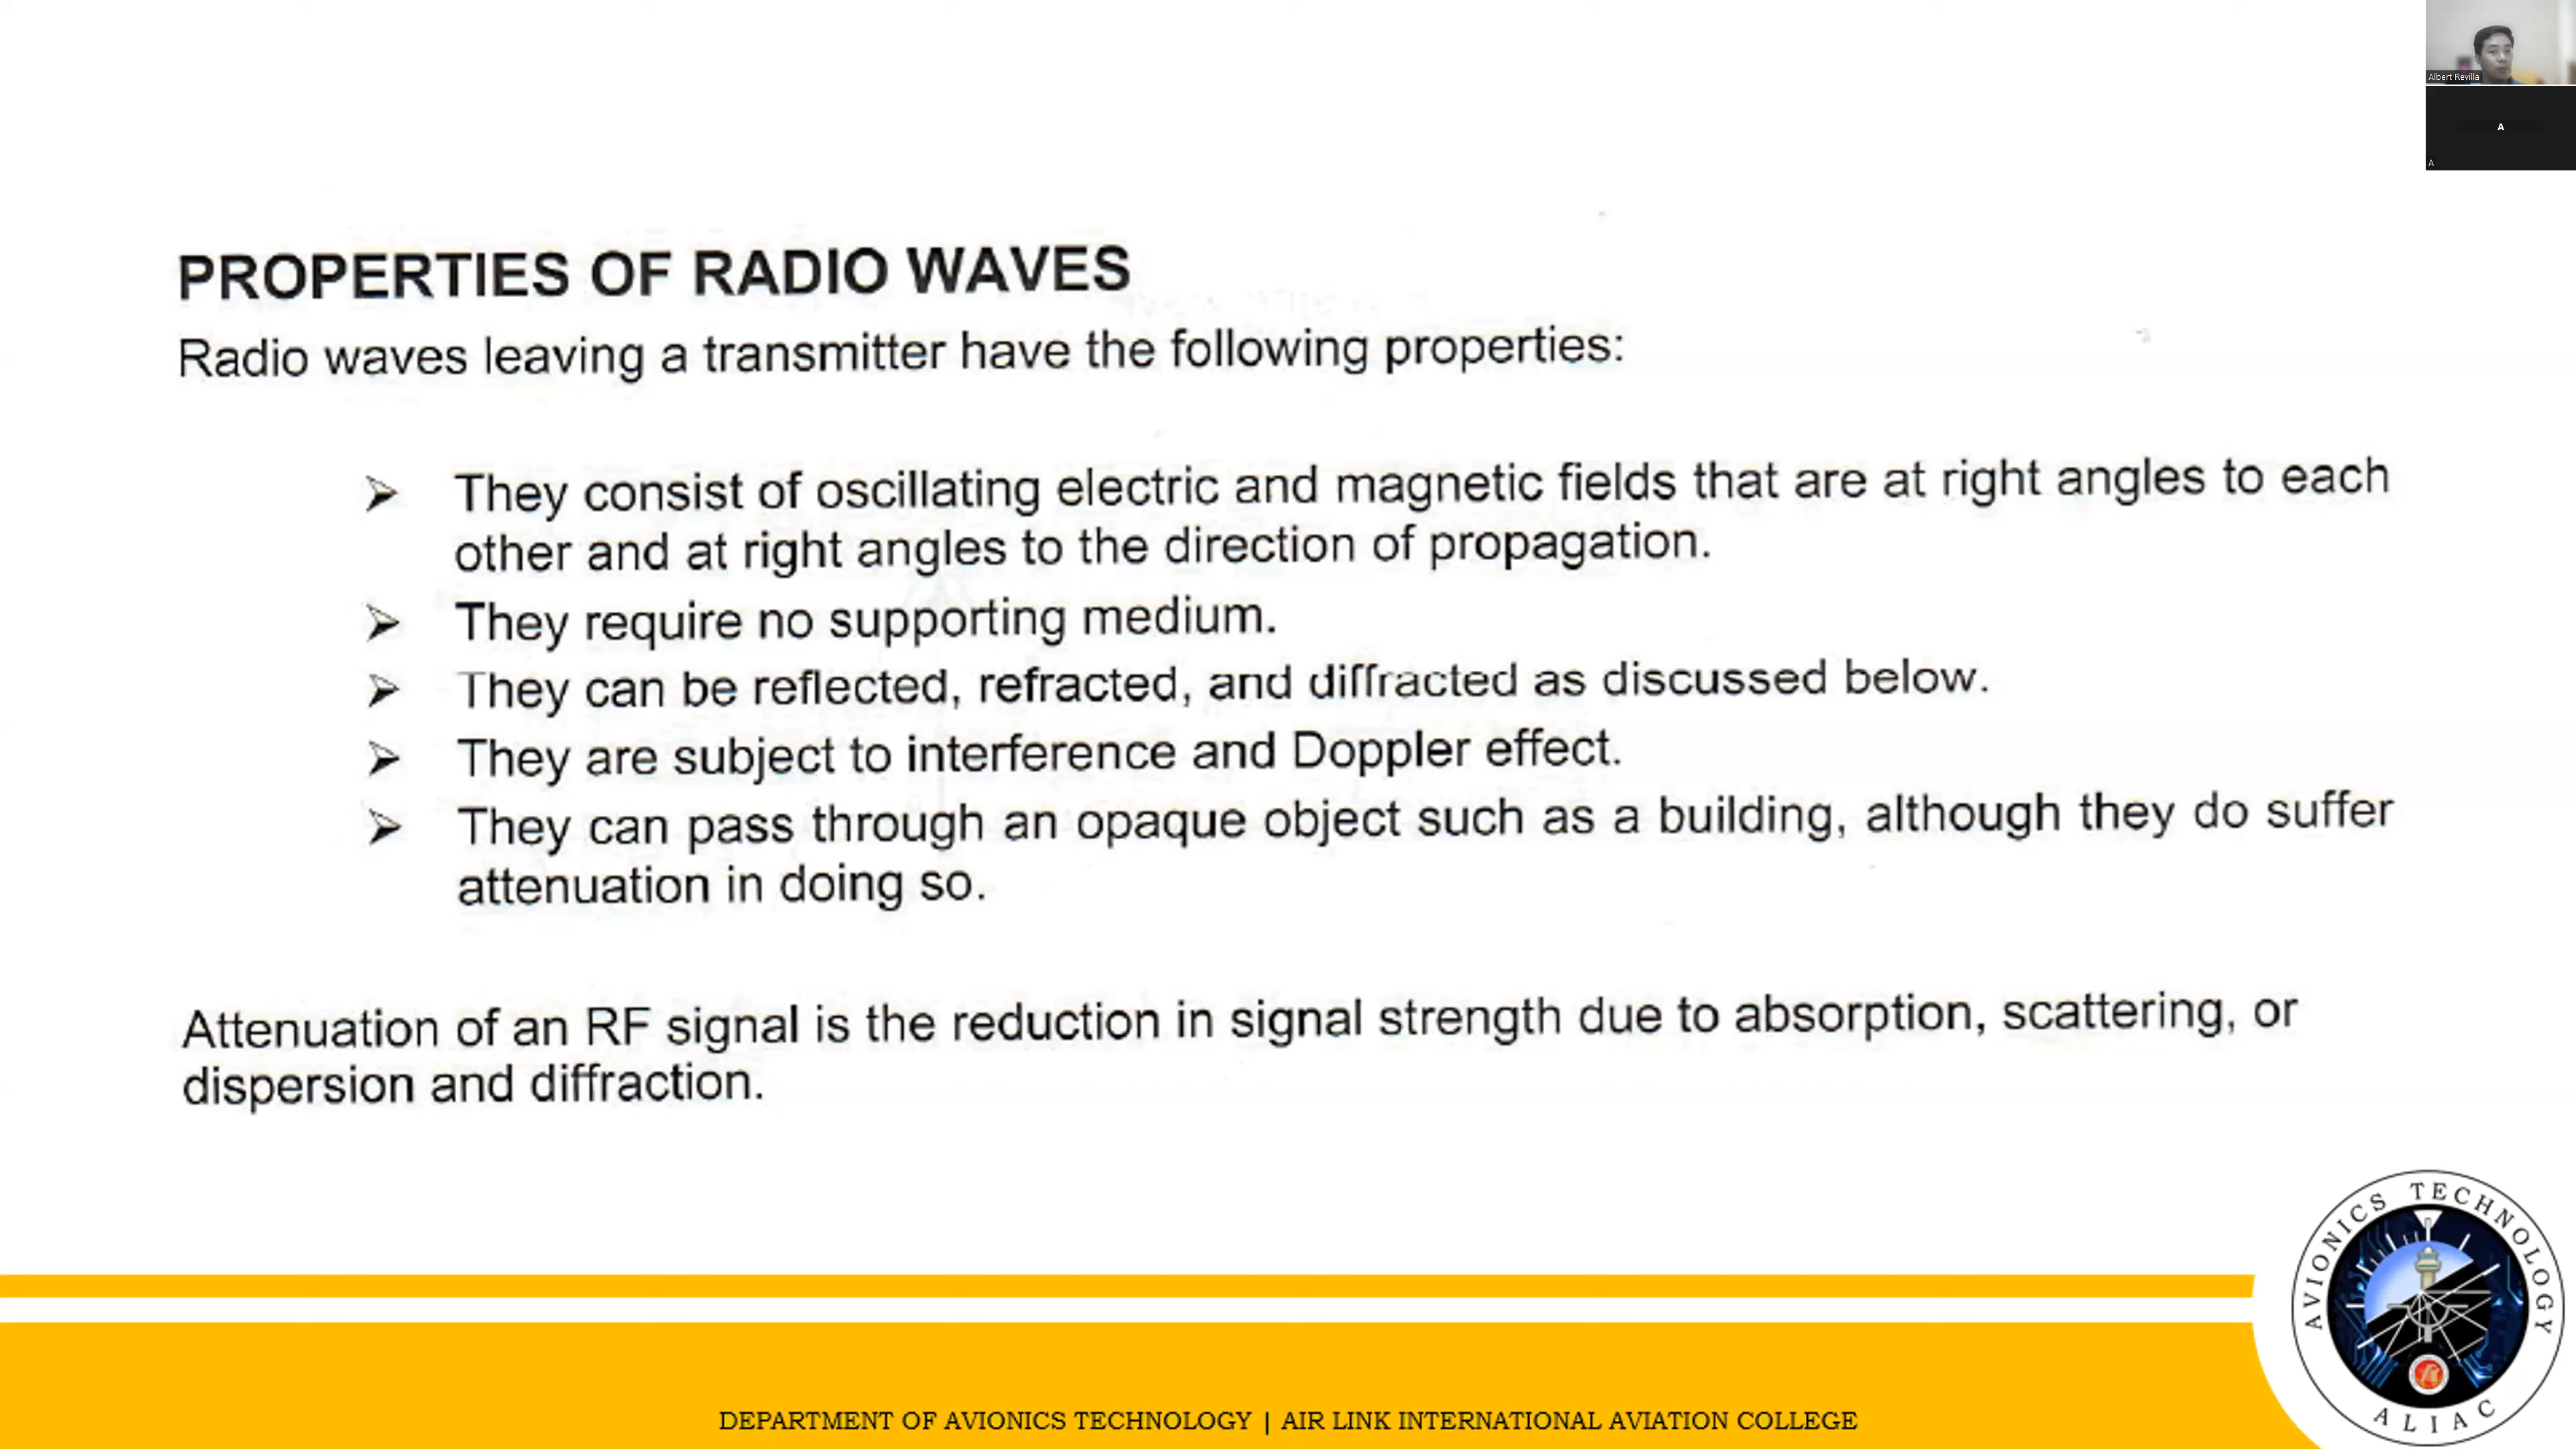 Albert Revilla
A
A
PROPERTIES OF RADIO WAVES
Radio waves leaving a transmitter have the following properties:
➢ They consist of oscillating electric and magnetic fields that are at right angles to each
other and at right angles to the direction of propagation.
➢ They require no supporting medium.
➢ They can be reflected, refracted, and diffracted as discussed below.
➢ They are subject to interference and Doppler effect.
➢ They can pass through an opaque object such as a building, although they do suffer
attenuation in doing so.
Attenuation of an RF signal is the reduction in signal strength due to absorption, scattering, or
dispersion and diffraction.
AVIONICS TECHNOLOGY
ALIAC
DEPARTMENT OF AVIONICS TECHNOLOGY | AIR LINK INTERNATIONAL AVIATION COLLEGE